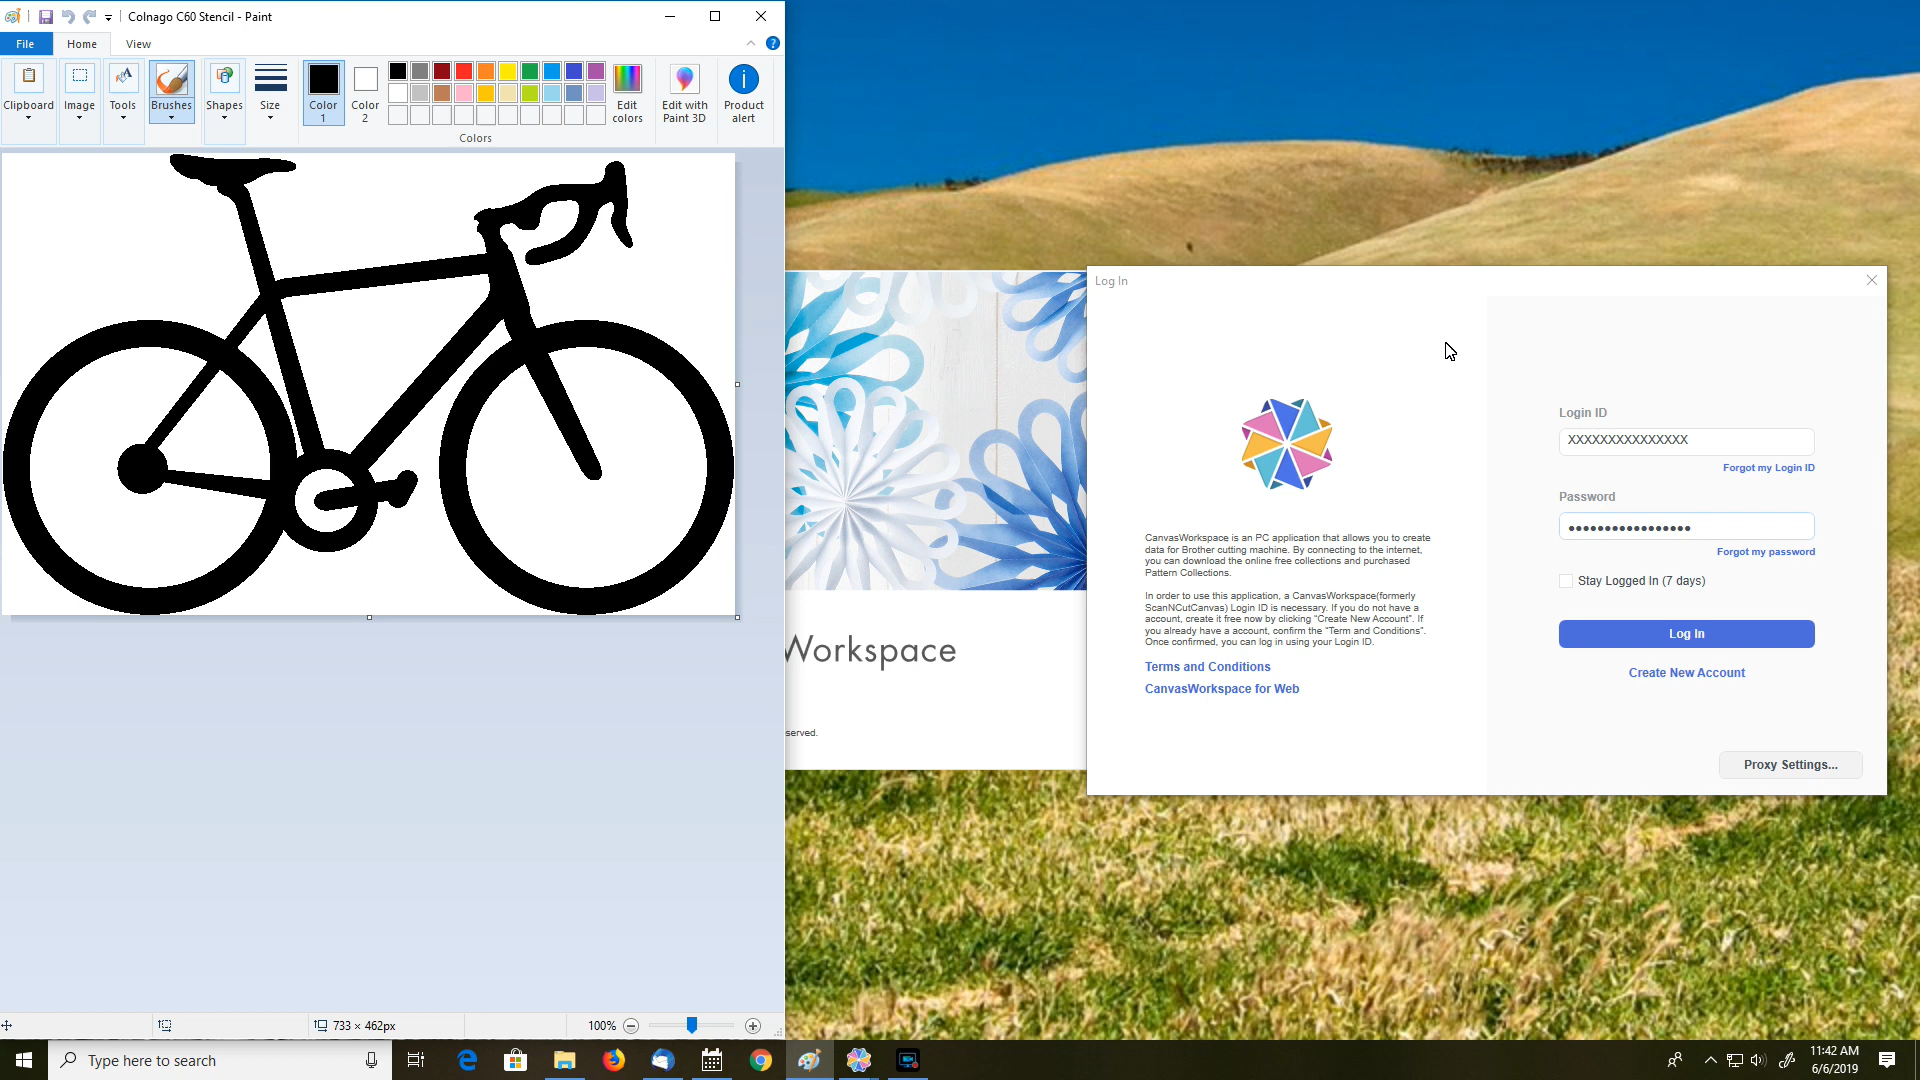 Colnago C60 Stencil - Paint
File
Home
View
Clipboard
Image
Tools
Brushes
Shapes
Size
Color
1
Color
2
Edit
colors
Edit with
Paint 3D
Product
alert
Colors
Workspace
served.
Log In
CanvasWorkspace is an PC application that allows you to create
data for Brother cutting machine. By connecting to the internet,
you can download the online free collections and purchased
Pattern Collections.
In order to use this application, a CanvasWorkspace(formerly
ScanNCutCanvas) Login ID is necessary. If you do not have a
account, create it free now by clicking "Create New Account". If
you already have a account, confirm the "Term and Conditions".
Once confirmed, you can log in using your Login ID.
Terms and Conditions
CanvasWorkspace for Web
Login ID
XXXXXXXXXXXXXXX
Forgot my Login ID
Password
Forgot my password
Stay Logged In (7 days)
Log In
Create New Account
Proxy Settings...
733 × 462px
100%
Type here to search
11:42 AM
6/6/2019